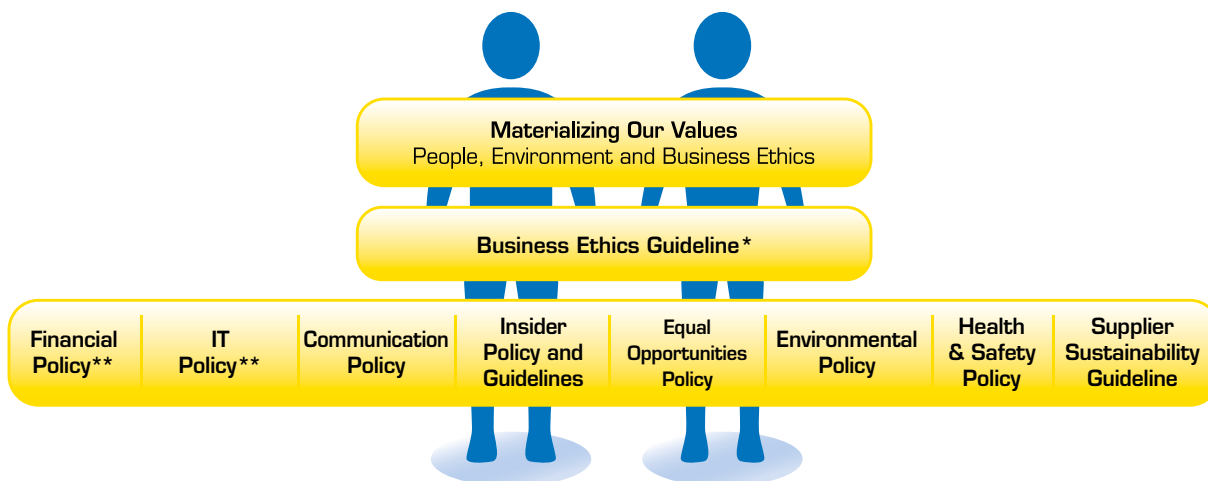 Materializing Our Values
People, Environment and Business Ethics
Business Ethics Guideline*
Financial
Policy**
IT
Policy**
Communication
Policy
Insider
Policy and
Guidelines
Equal
Opportunities
Policy
Environmental
Policy
Health
& Safety
Policy
Supplier
Sustainability
Guideline